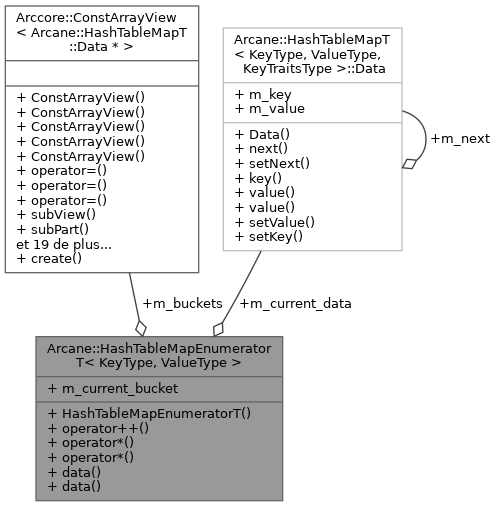 Arccore::ConstArrayView
< Arcane::HashTableMapT
::Data * >
+ ConstArrayView()
+ ConstArrayView()
+ ConstArrayView()
+ ConstArrayView()
+ ConstArrayView()
+ operator=()
+ operator=()
+ operator=()
+ subView()
+ subPart()
et 19 de plus...
+ create()
Arcane::HashTableMapT
< KeyType, ValueType,
KeyTraitsType >::Data
+ m_key
+ m_value
+ Data()
+ next()
+ setNext()
+ key()
+ value()
+ value()
+ setValue()
+ setKey()
+m_next
+m_buckets
+m_current_data
Arcane::HashTableMapEnumerator
T< KeyType, ValueType >
+ m_current_bucket
+ HashTableMapEnumeratorT()
+ operator++()
+ operator*()
+ operator*()
+ data()
+ data()